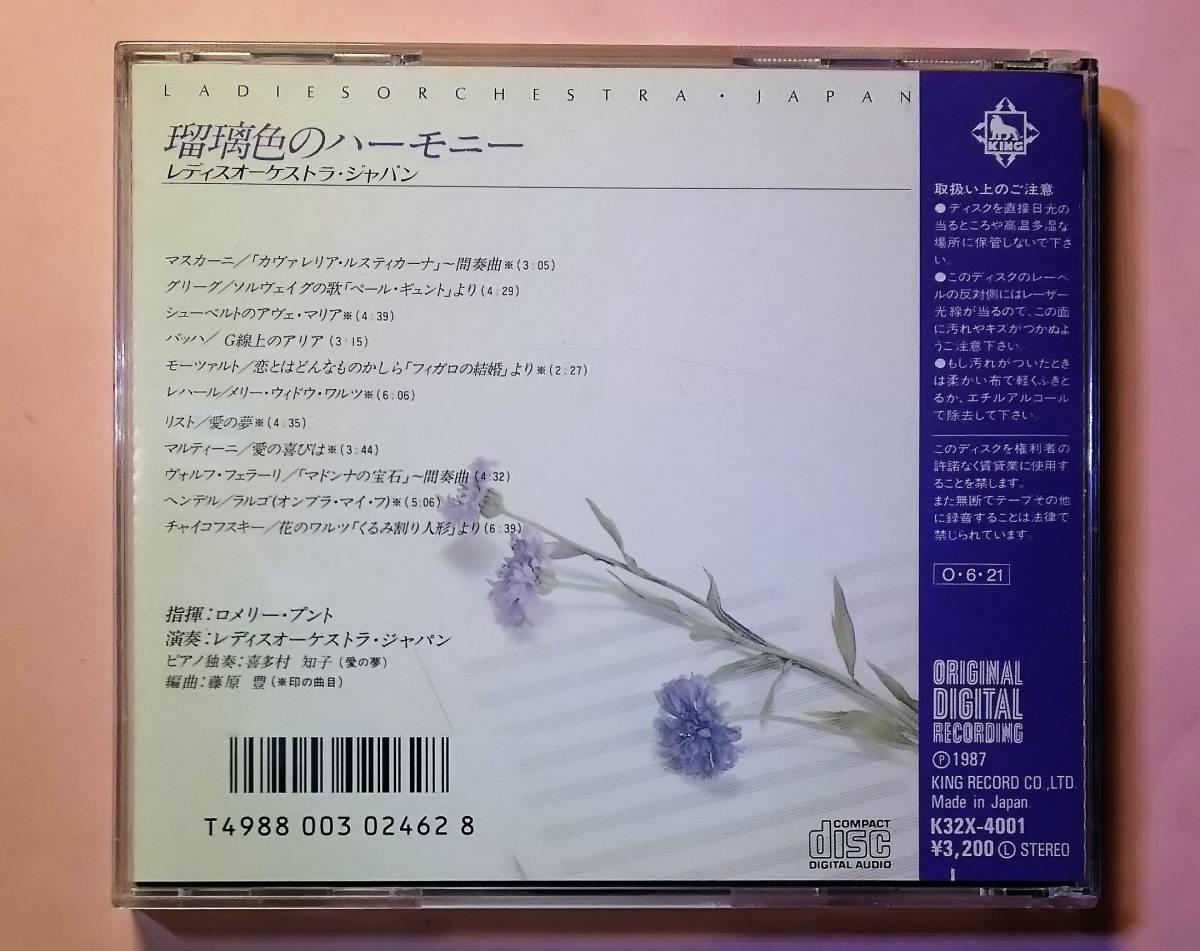 LADIESORCHESTRA・JAPAN
瑠璃色のハーモニー
レディスオーケストラ・ジャパン
マスカーニ/「カヴァレリア・ルスティカーナ」~間奏曲※(3:05)
グリーグ/ソルヴェイグの歌「ペール・ギュント」より(4:29)
シューベルトのアヴェ・マリア※(4:39)
バッハ/G線上のアリア(3:15)
モーツァルト/恋とはどんなものかしら「フィガロの結婚」より※(2:27)
レハール/メリー・ウィドウ・ワルツ※(6:06)
リスト/愛の夢※(4:35)
マルティーニ/愛の喜びは※(3:44)
ヴォルフ・フェラーリ/「マドンナの宝石」~間奏曲(4:32)
ヘンデル/ラルゴ(オンブラ・マイ・フ)※(5:06)
チャイコフスキー/花のワルツ「くるみ割り人形」より(6:39)
指揮:ロメリー・プント
演奏:レディスオーケストラ・ジャパン
ピアノ独奏:喜多村 知子(愛の夢)
編曲:藤原 豊(※印の曲目)
T4988 003 02462 8
COMPACT
disc
DIGITAL AUDIO
KING
取扱い上のご注意
●ディスクを直接日光の
当るところや高温多湿な
場所に保管しないで下さ
い。
●このディスクのレーベ
ルの反対側にはレーザー
光線が当るので、この面
に汚れやキズがつかぬよ
うご注意下さい。
●もし汚れがついたとき
は柔かい布で軽くふきと
るか、エチルアルコール
で除去して下さい。
このディスクを権利者の
許諾なく賃貸業に使用す
ることを禁じます。
また無断でテープその他
に録音することは法律で
禁じられています。
O・6・21
ORIGINAL
DIGITAL
RECORDING
Ⓟ1987
KING RECORD CO.,LTD.
Made in Japan.
K32X-4001
¥3,200 Ⓛ STEREO